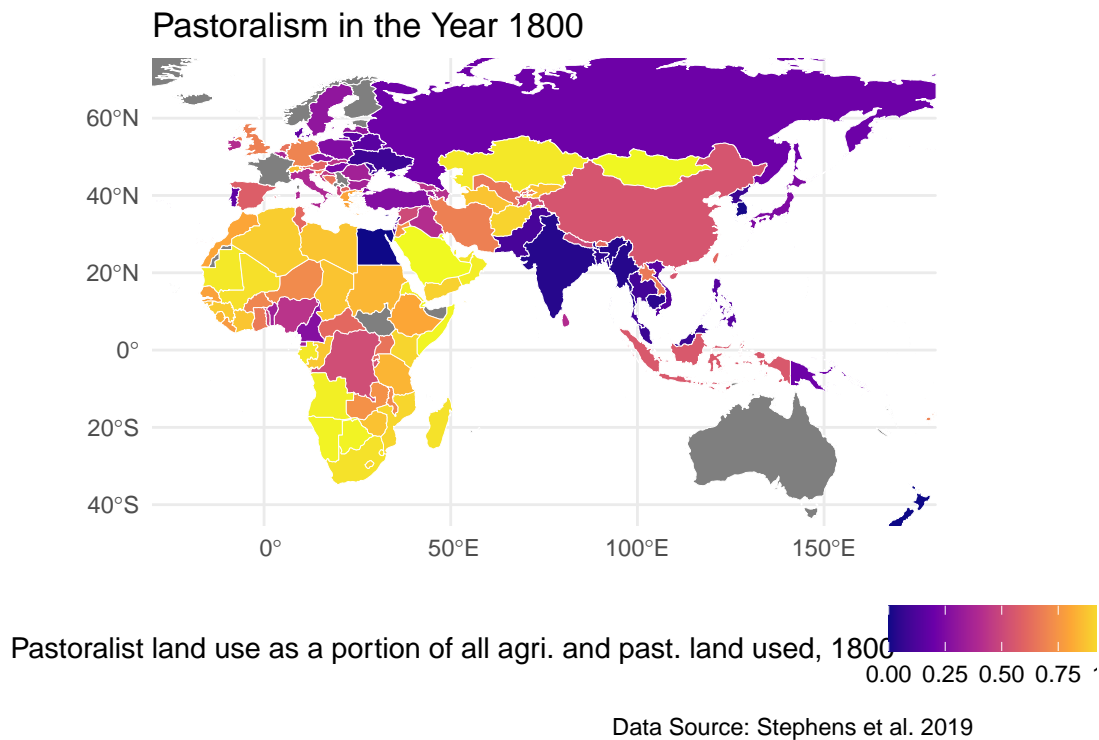 Pastoralism in the Year 1800
60°N
40°N
20°N
0°
20°S
40°S
0° 50°E 100°E 150°E
Pastoralist land use as a portion of all agri. and past. land used, 1800
0.00 0.25 0.50 0.75 1
Data Source: Stephens et al. 2019